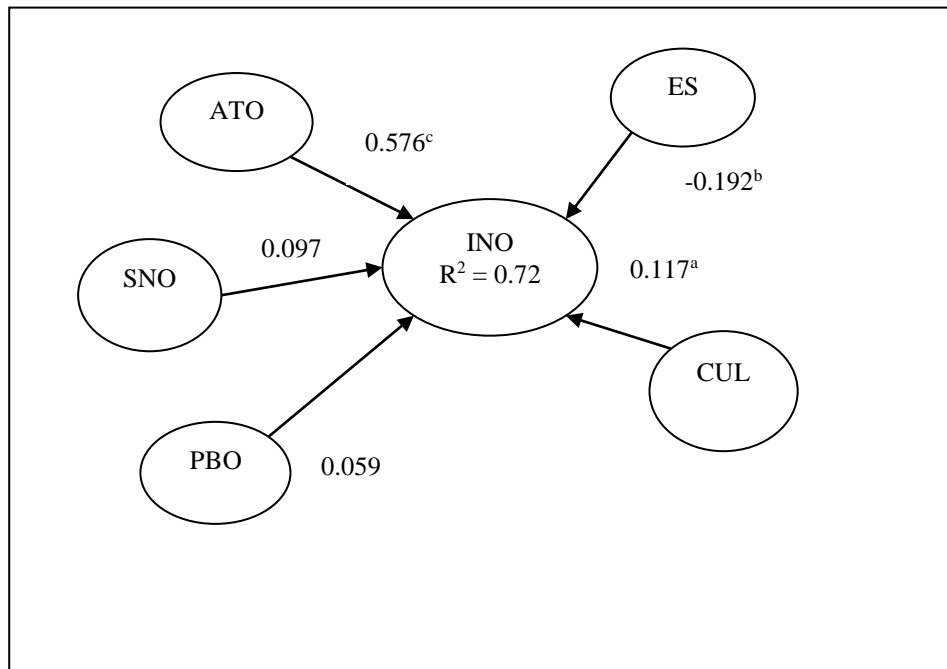 ATO
ES
0.576ᶜ
-0.192ᵇ
INO
R² = 0.72
0.097
SNO
0.117ᵃ
CUL
PBO
0.059